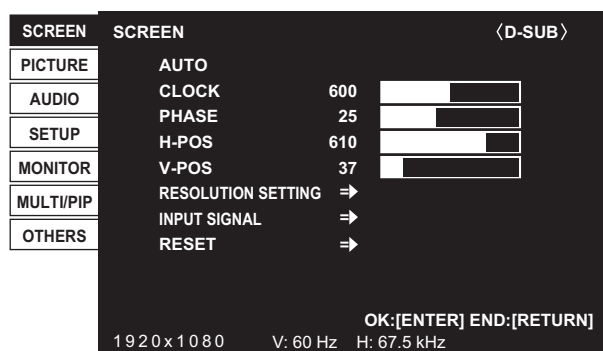 SCREEN
PICTURE
AUDIO
SETUP
MONITOR
MULTI/PIP
OTHERS
SCREEN 〈D-SUB〉
AUTO
CLOCK 600
PHASE 25
H-POS 610
V-POS 37
RESOLUTION SETTING
INPUT SIGNAL
RESET
OK:[ENTER] END:[RETURN]
1920x1080 V: 60 Hz H: 67.5 kHz